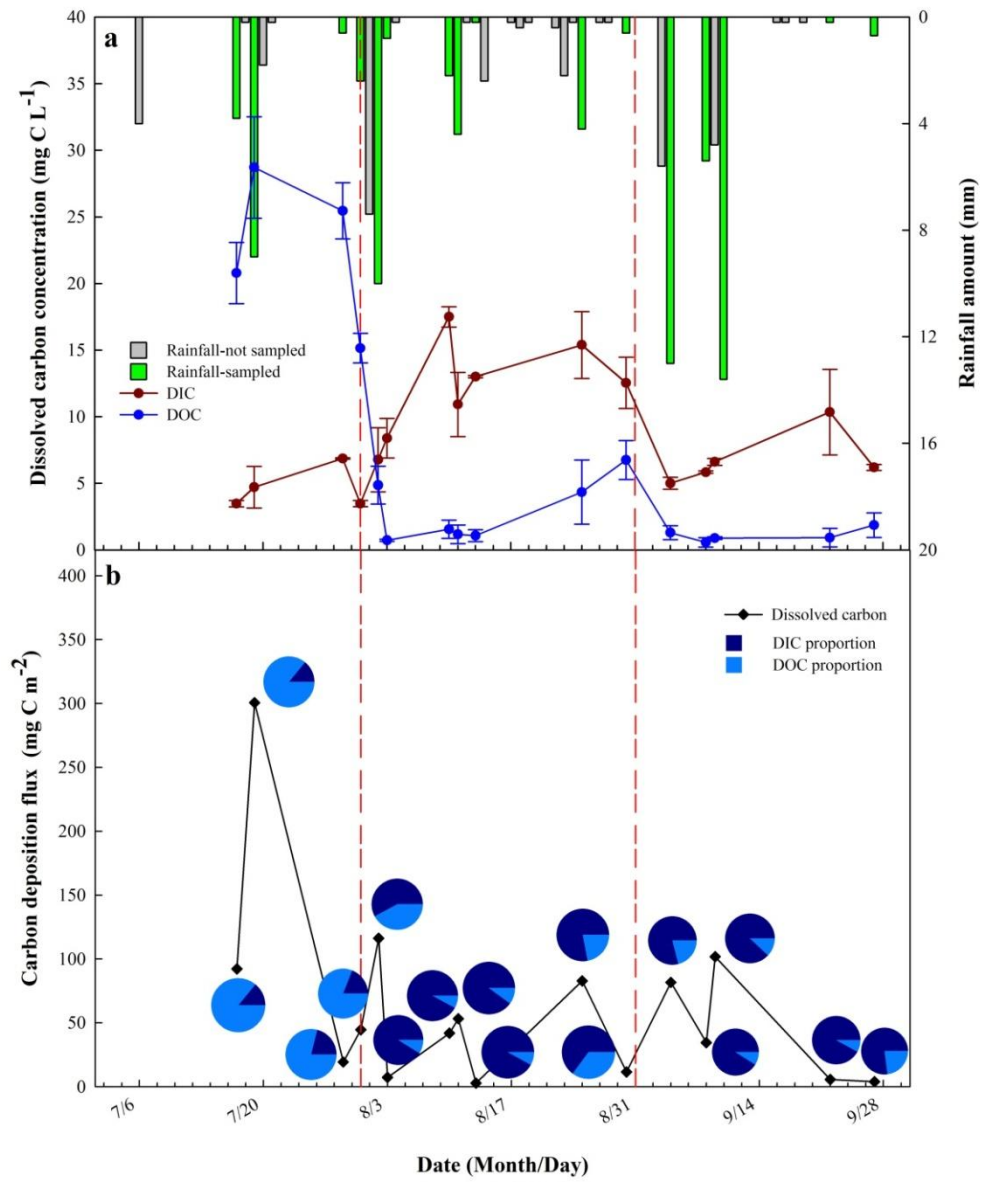 a
Dissolved carbon concentration (mg C L-1)
40
35
30
25
20
15
10
5
0
Rainfall-not sampled
Rainfall-sampled
DIC
DOC
0
4
8
12
16
20
Rainfall amount (mm)
b
Carbon deposition flux (mg C m-2)
400
350
300
250
200
150
100
50
0
Dissolved carbon
DIC proportion
DOC proportion
7/6
7/20
8/3
8/17
8/31
9/14
9/28
Date (Month/Day)